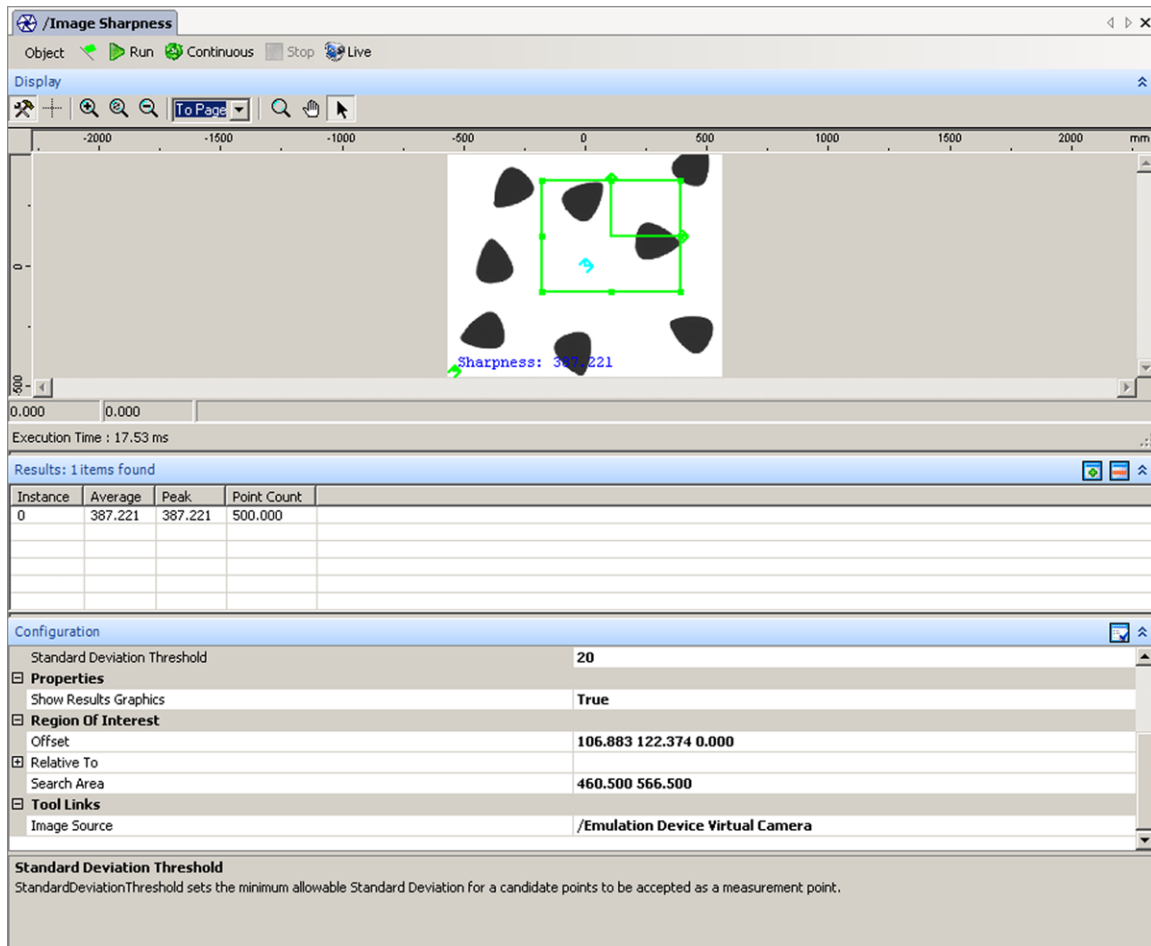 /Image Sharpness
Object Run Continuous Stop Live
Display
To Page
-2000 -1500 -1000 -500 0 500 1000 1500 2000 mm
0
Sharpness: 387.221
-500
0.000 0.000
Execution Time : 17.53 ms
Results: 1 items found
Instance Average Peak Point Count
0 387.221 387.221 500.000
Configuration
Standard Deviation Threshold 20
Properties
Show Results Graphics True
Region Of Interest
Offset 106.883 122.374 0.000
Relative To
Search Area 460.500 566.500
Tool Links
Image Source /Emulation Device Virtual Camera
Standard Deviation Threshold
StandardDeviationThreshold sets the minimum allowable Standard Deviation for a candidate points to be accepted as a measurement point.